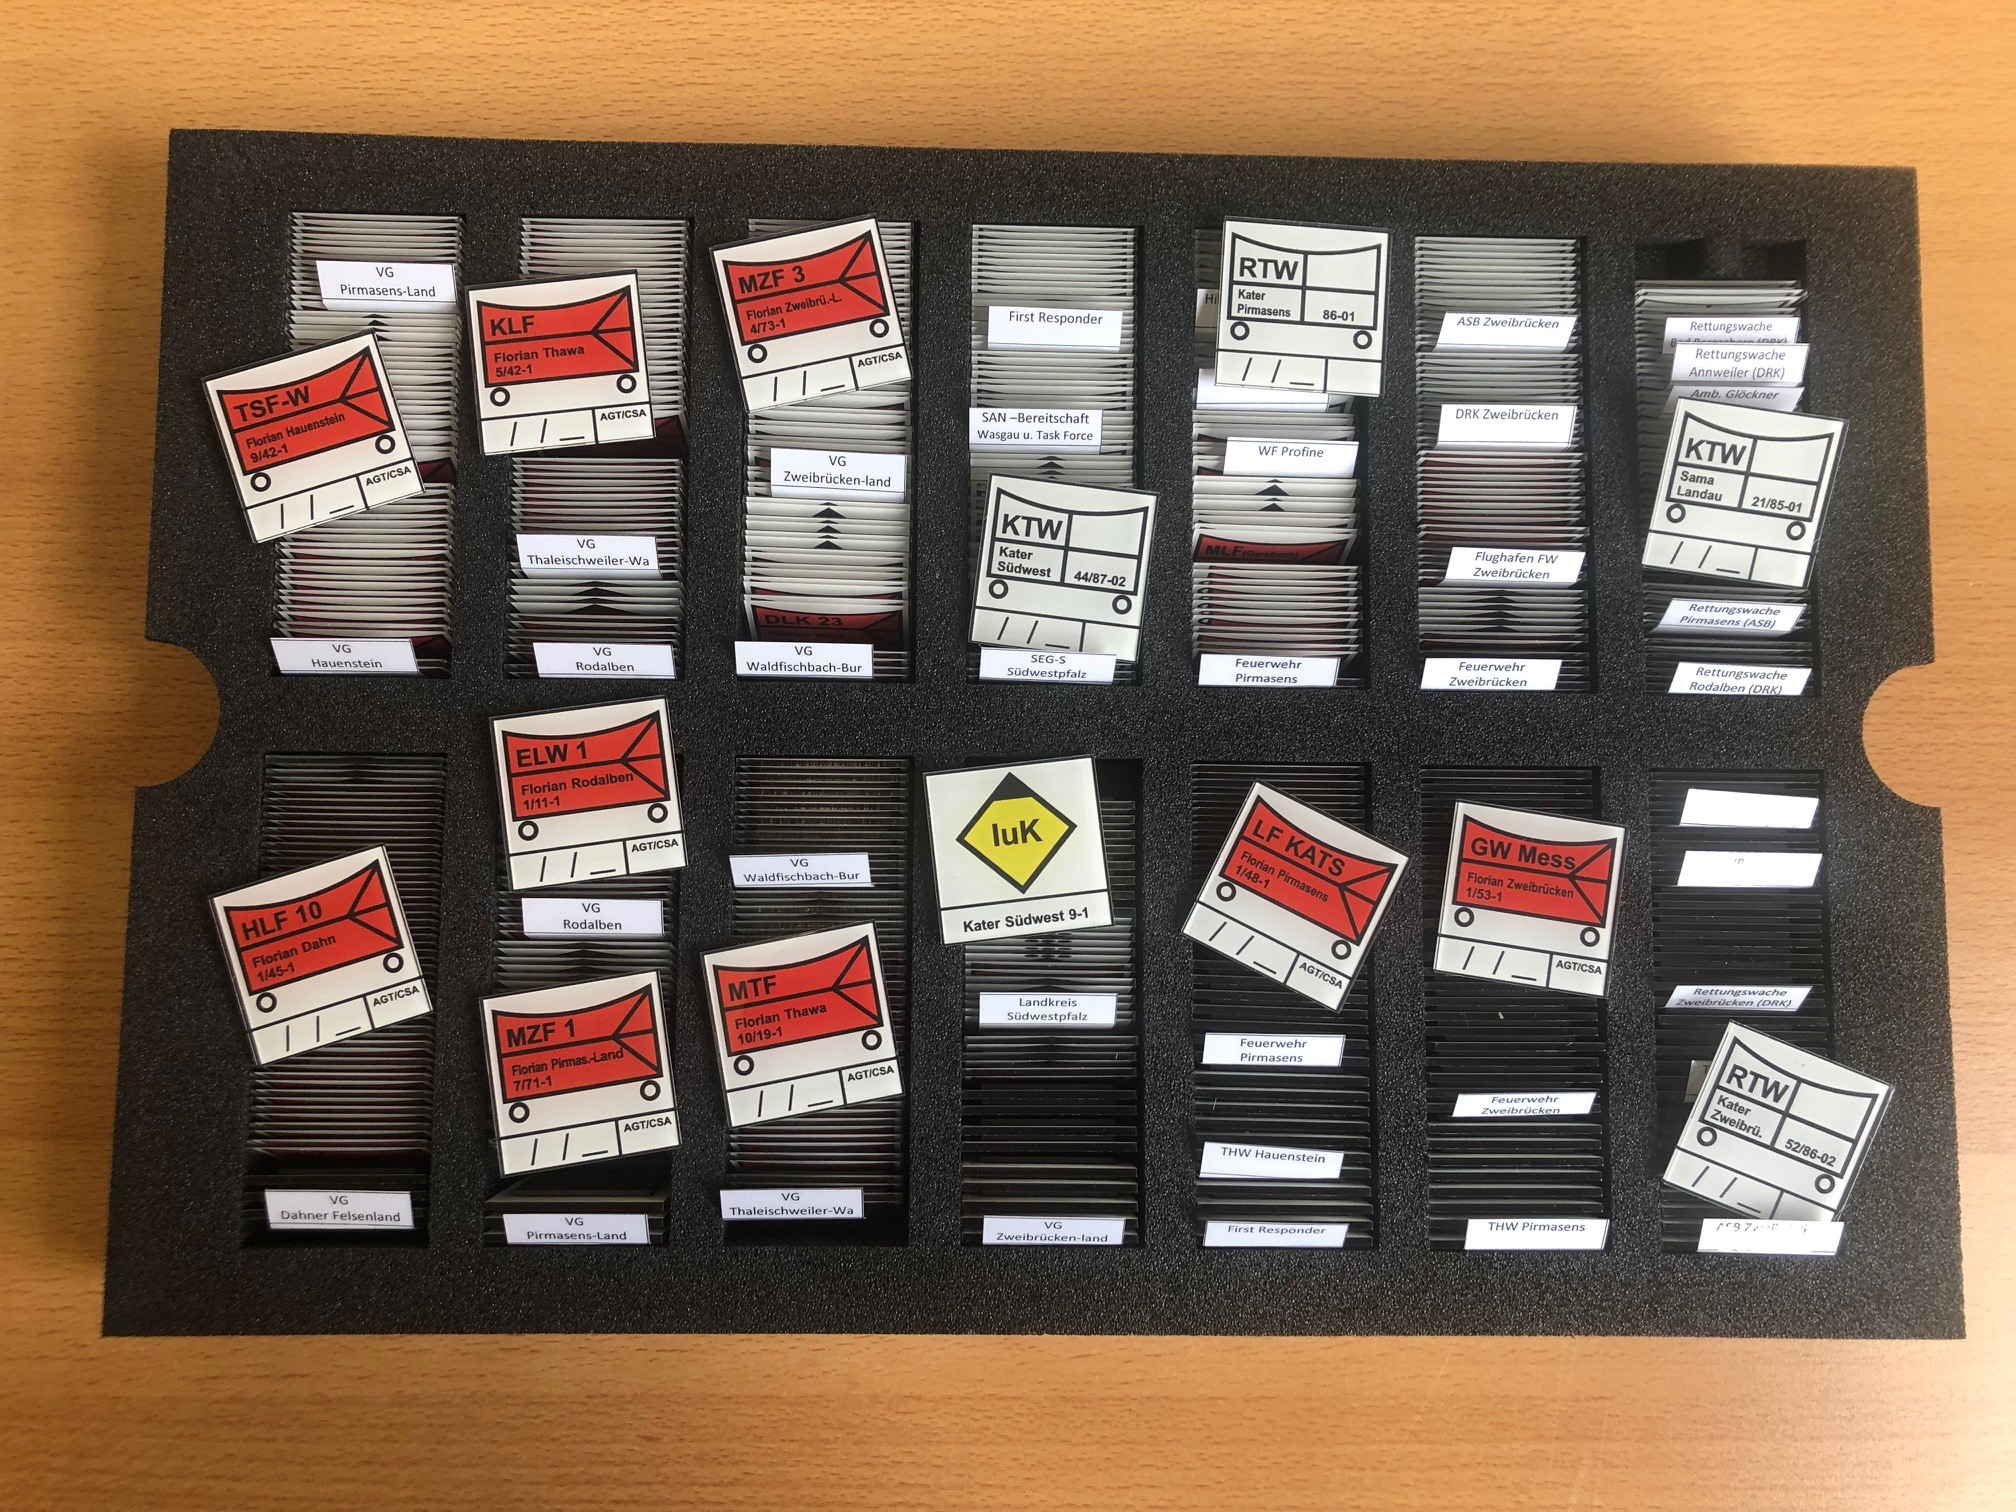 VG
Pirmasens-Land
TSF-W
Florian Hauenstein
9/42-1
AGT/CSA
VG
Hauenstein
KLF
Florian Thawa
5/42-1
AGT/CSA
VG
Thaleischweiler-Wa
VG
Rodalben
MZF 3
Florian Zweibrü.-L.
4/73-1
AGT/CSA
VG
Zweibrücken-land
DLK 23
VG
Waldfischbach-Bur
First Responder
SAN –Bereitschaft
Wasgau u. Task Force
KTW
Kater
Südwest
44/87-02
SEG-S
Südwestpfalz
RTW
Kater
Pirmasens
86-01
WF Profine
MLF
Feuerwehr
Pirmasens
ASB Zweibrücken
DRK Zweibrücken
Flughafen FW
Zweibrücken
Feuerwehr
Zweibrücken
Rettungswache
Rettungswache
Annweiler (DRK)
Amb. Glöckner
KTW
Sama
Landau
21/85-01
Rettungswache
Pirmasens (ASB)
Rettungswache
Rodalben (DRK)
HLF 10
Florian Dahn
1/45-1
AGT/CSA
VG
Dahner Felsenland
ELW 1
Florian Rodalben
1/11-1
AGT/CSA
VG
Rodalben
MZF 1
Florian Pirmas.-Land
7/71-1
AGT/CSA
VG
Pirmasens-Land
VG
Waldfischbach-Bur
MTF
Florian Thawa
10/19-1
AGT/CSA
VG
Thaleischweiler-Wa
IuK
Kater Südwest 9-1
Landkreis
Südwestpfalz
VG
Zweibrücken-land
LF KATS
Florian Pirmasens
1/48-1
AGT/CSA
Feuerwehr
Pirmasens
THW Hauenstein
First Responder
GW Mess
Florian Zweibrücken
1/53-1
AGT/CSA
Feuerwehr
Zweibrücken
THW Pirmasens
Rettungswache
Zweibrücken (DRK)
RTW
Kater
Zweibrü.
52/86-02